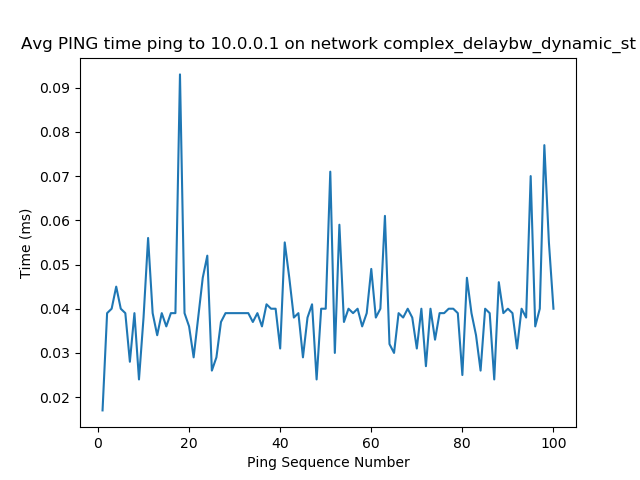 Avg PING time ping to 10.0.0.1 on network complex_delaybw_dynamic_st
0.09
0.08
0.07
0.06
0.05
0.04
0.03
0.02
Time (ms)
0 20 40 60 80 100
Ping Sequence Number